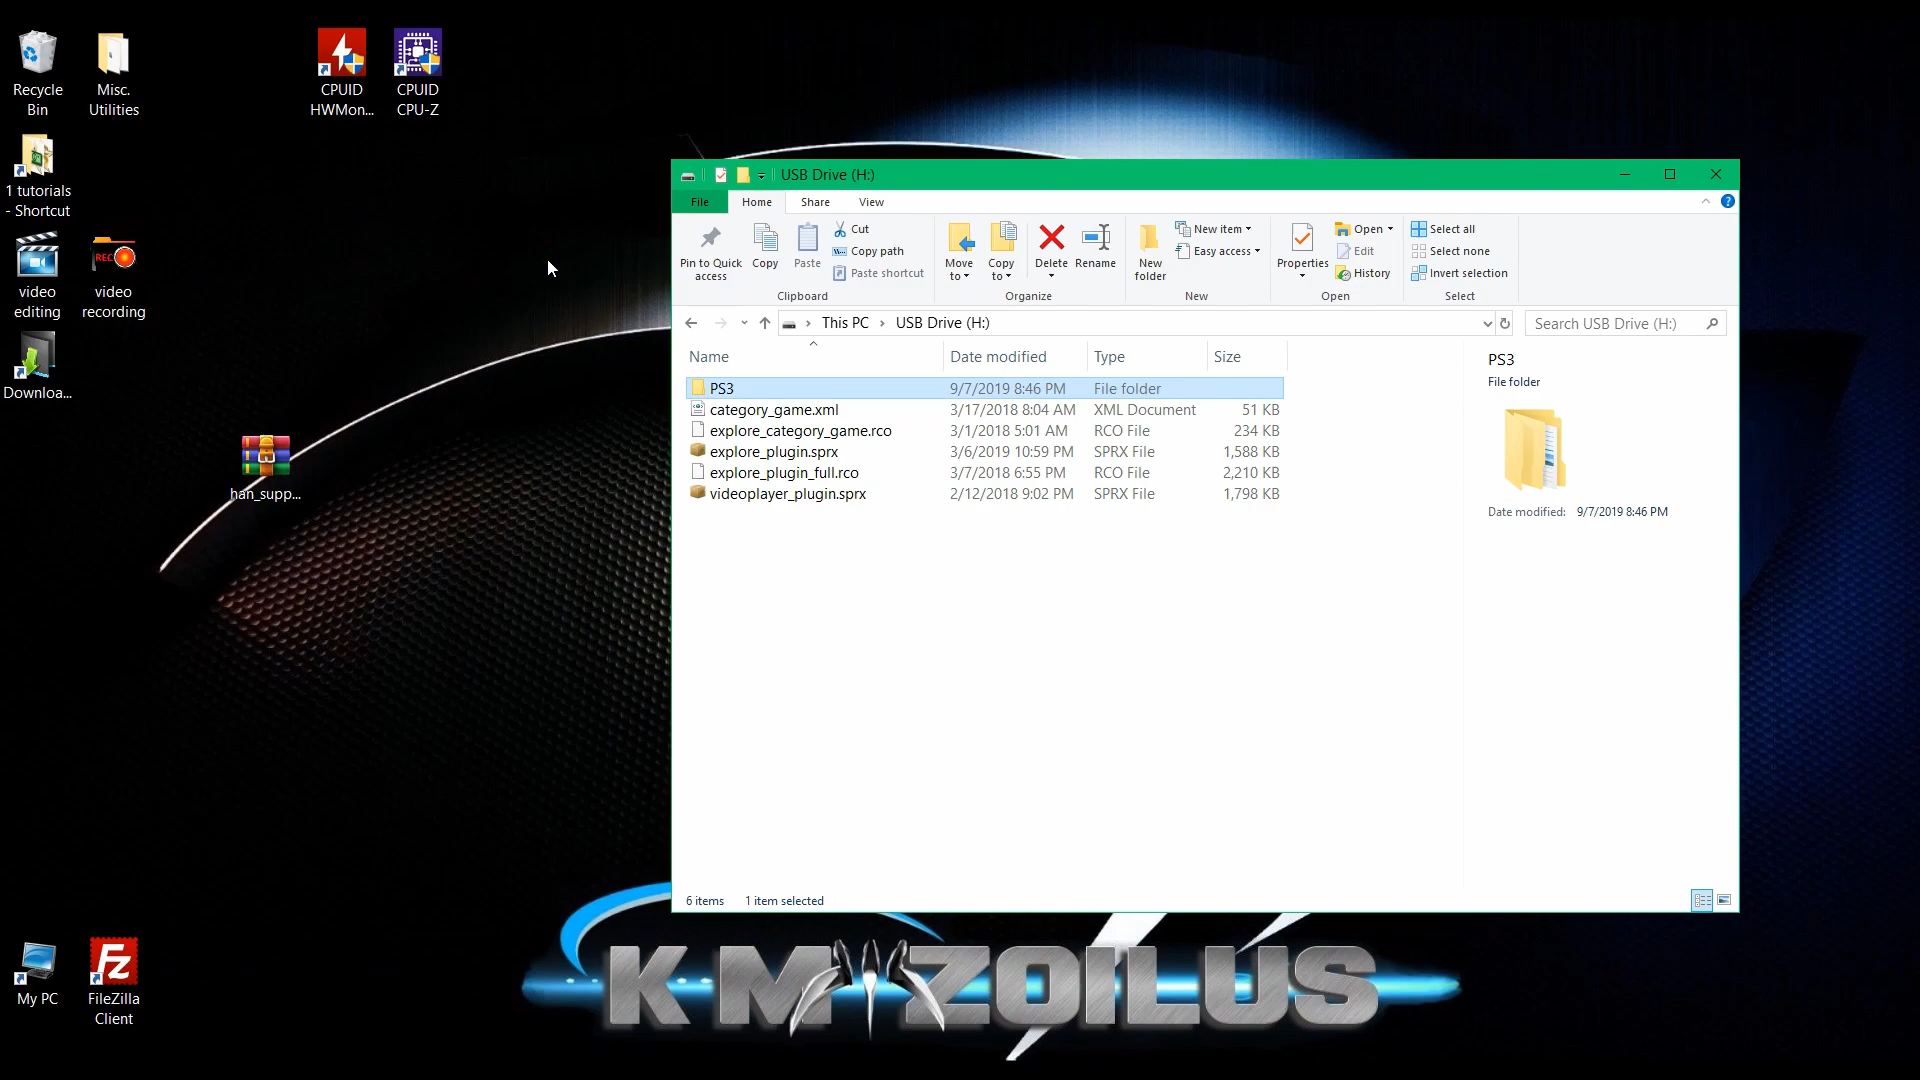 Recycle
Bin
Misc.
Utilities
CPUID
HWMon...
CPUID
CPU-Z
1 tutorials
- Shortcut
video
editing
REC
video
recording
Downloa...
han_supp...
My PC
Fz
FileZilla
Client
USB Drive (H:)
File
Home
Share
View
?
Pin to Quick
access
Copy
Paste
Cut
Copy path
Paste shortcut
Clipboard
Move
to
Copy
to
Delete
Rename
Organize
New
folder
New item
Easy access
New
Properties
Open
Edit
History
Open
Select all
Select none
Invert selection
Select
This PC
USB Drive (H:)
Search USB Drive (H:)
Name
Date modified
Type
Size
PS3 9/7/2019 8:46 PM File folder
category_game.xml 3/17/2018 8:04 AM XML Document 51 KB
explore_category_game.rco 3/1/2018 5:01 AM RCO File 234 KB
explore_plugin.sprx 3/6/2019 10:59 PM SPRX File 1,588 KB
explore_plugin_full.rco 3/7/2018 6:55 PM RCO File 2,210 KB
videoplayer_plugin.sprx 2/12/2018 9:02 PM SPRX File 1,798 KB
PS3
File folder
Date modified: 9/7/2019 8:46 PM
6 items
1 item selected
KM ZOILUS